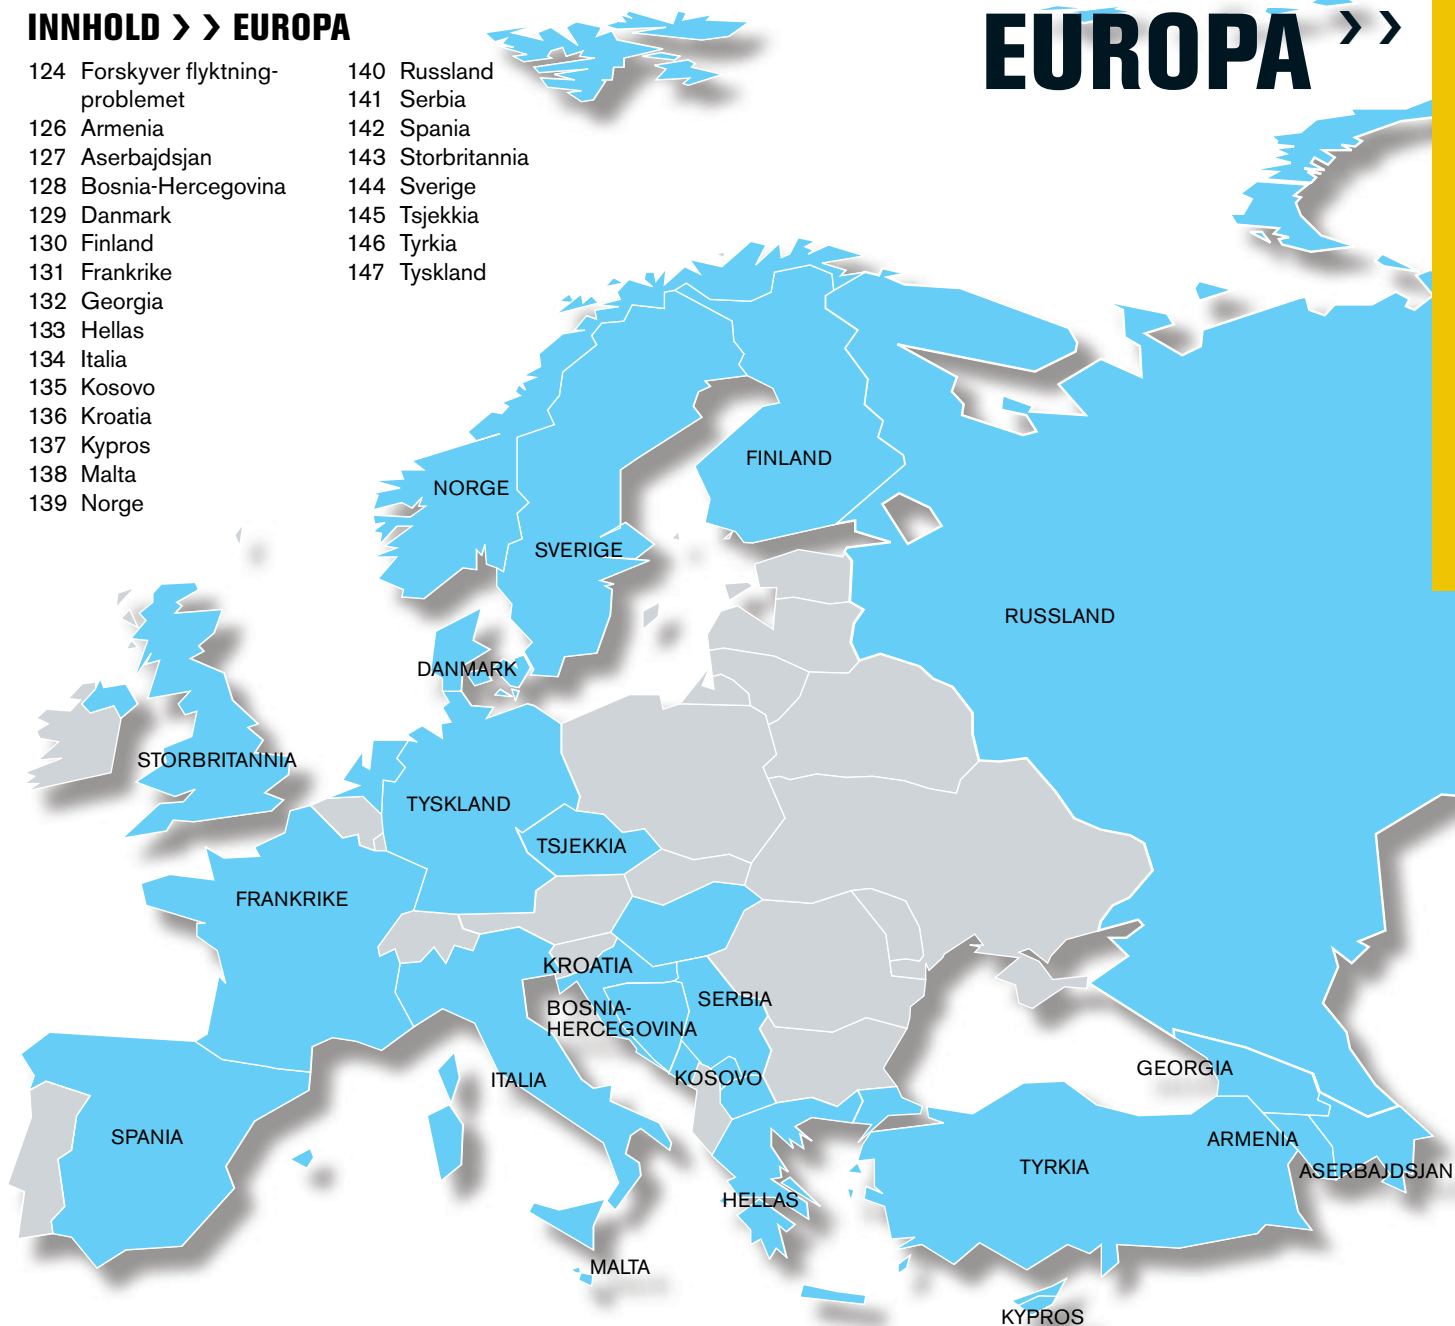 INNHOLD > > EUROPA
EUROPA >>
124 Forskyver flyktning-
problemet
126 Armenia
127 Aserbajdsjan
128 Bosnia-Hercegovina
129 Danmark
130 Finland
131 Frankrike
132 Georgia
133 Hellas
134 Italia
135 Kosovo
136 Kroatia
137 Kypros
138 Malta
139 Norge
140 Russland
141 Serbia
142 Spania
143 Storbritannia
144 Sverige
145 Tsjekkia
146 Tyrkia
147 Tyskland
FINLAND
NORGE
SVERIGE
RUSSLAND
DANMARK
STORBRITANNIA
TYSKLAND
TSJEKKIA
FRANKRIKE
KROATIA
SERBIA
BOSNIA-
HERCEGOVINA
GEORGIA
KOSOVO
ITALIA
SPANIA
ARMENIA
TYRKIA
ASERBAJDSJAN
HELLAS
MALTA
KYPROS